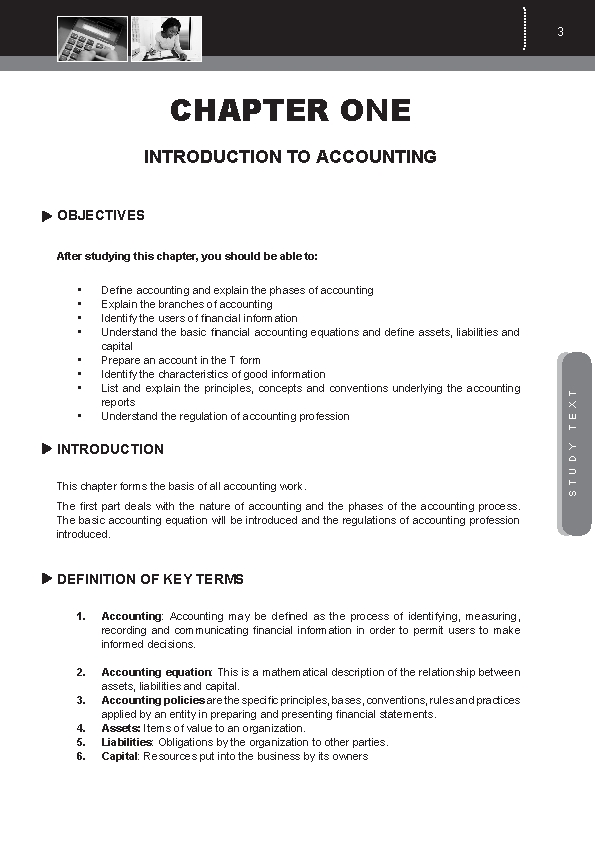 3
CHAPTER ONE
INTRODUCTION TO ACCOUNTING
OBJECTIVES
After studying this chapter, you should be able to:
• Define accounting and explain the phases of accounting
• Explain the branches of accounting
• Identify the users of financial information
• Understand the basic financial accounting equations and define assets, liabilities and
capital
• Prepare an account in the T form
• Identify the characteristics of good information
• List and explain the principles, concepts and conventions underlying the accounting
reports
• Understand the regulation of accounting profession
STUDY TEXT
INTRODUCTION
This chapter forms the basis of all accounting work.
The first part deals with the nature of accounting and the phases of the accounting process.
The basic accounting equation will be introduced and the regulations of accounting profession
introduced.
DEFINITION OF KEY TERMS
1. Accounting: Accounting may be defined as the process of identifying, measuring,
recording and communicating financial information in order to permit users to make
informed decisions.
2. Accounting equation: This is a mathematical description of the relationship between
assets, liabilities and capital.
3. Accounting policies are the specific principles, bases, conventions, rules and practices
applied by an entity in preparing and presenting financial statements.
4. Assets: Items of value to an organization.
5. Liabilities: Obligations by the organization to other parties.
6. Capital: Resources put into the business by its owners